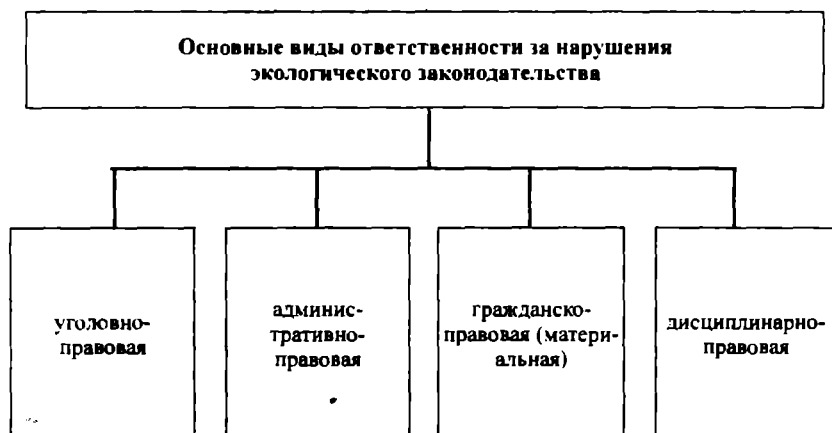 Основные виды ответственности за нарушения
экологического законодательства
уголовно-
правовая
админис-
тративно-
правовая
гражданско-
правовая (матери-
альная)
дисциплинарно-
правовая